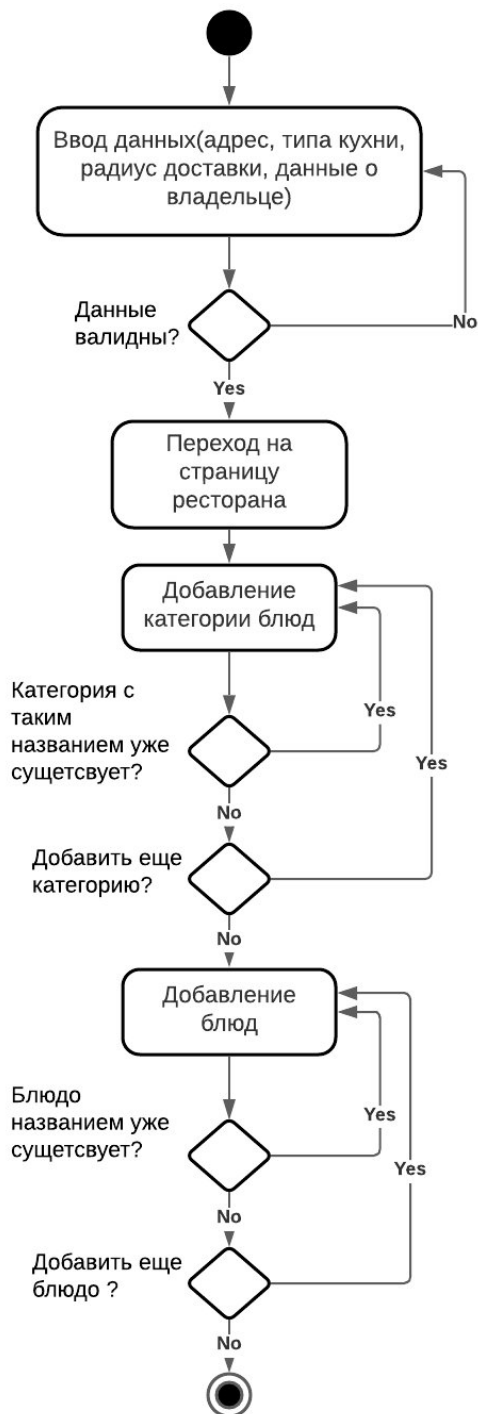 Ввод данных(адрес, типа кухни,
радиус доставки, данные о
владельце)
Данные
валидны?
No
Yes
Переход на
страницу
ресторана
Добавление
категории блюд
Категория с
таким
названием уже
сущетсвует?
Yes
Yes
No
Добавить еще
категорию?
No
Добавление
блюд
Блюдо
названием уже
сущетсвует?
Yes
Yes
No
Добавить еще
блюдо ?
No